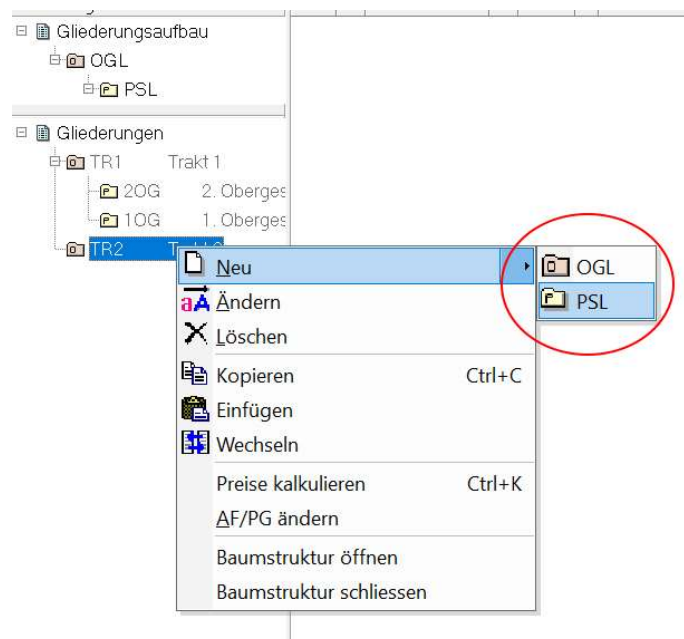 Gliederungsaufbau
OGL
PSL
Gliederungen
TR1 Trakt 1
2OG 2. Oberges
1OG 1. Oberges
TR2
Neu
OGL
PSL
Ändern
Löschen
Kopieren Ctrl+C
Einfügen
Wechseln
Preise kalkulieren Ctrl+K
AF/PG ändern
Baumstruktur öffnen
Baumstruktur schliessen